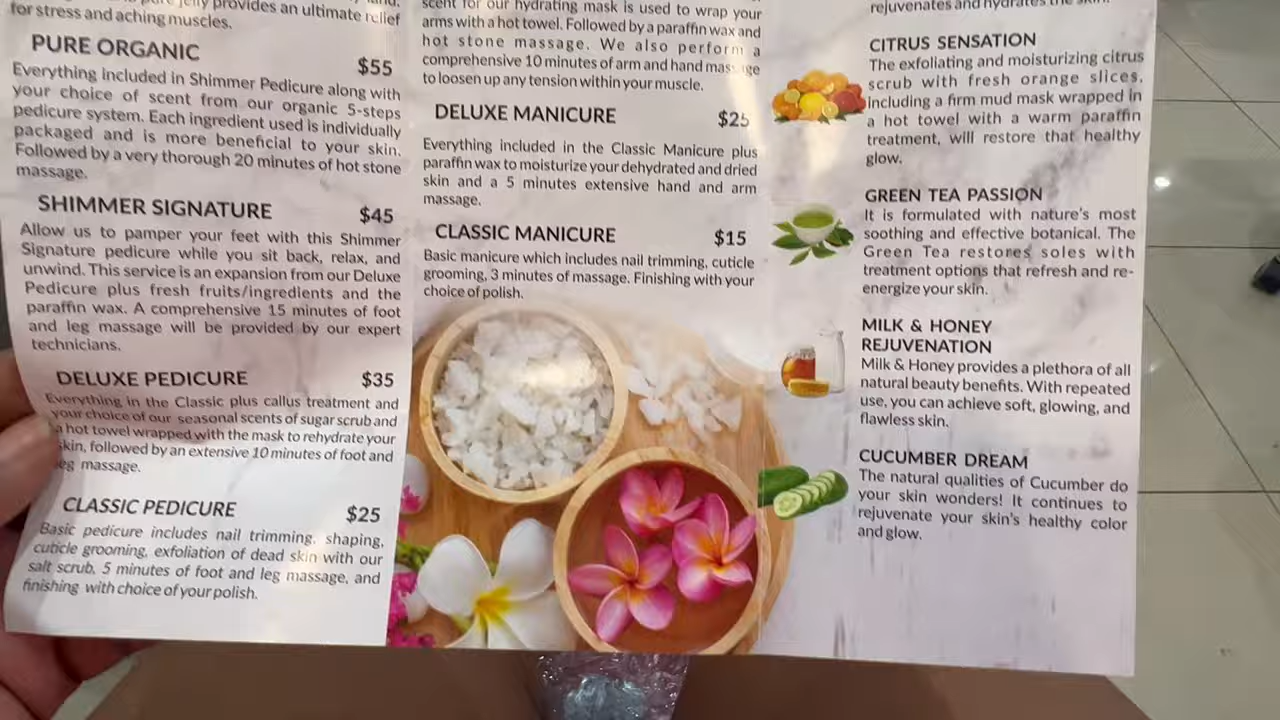 provides an ultimate relief
for stress and aching muscles.
PURE ORGANIC
$55
Everything included in Shimmer Pedicure along with
your choice of scent from our organic 5-steps
pedicure system. Each ingredient used is individually
packaged and is more beneficial to your skin.
Followed by a very thorough 20 minutes of hot stone
massage.
SHIMMER SIGNATURE
$45
Allow us to pamper your feet with this Shimmer
Signature pedicure while you sit back, relax, and
unwind. This service is an expansion from our Deluxe
Pedicure plus fresh fruits/ingredients and the
paraffin wax. A comprehensive 15 minutes of foot
and leg massage will be provided by our expert
technicians.
DELUXE PEDICURE
$35
Everything in the Classic plus callus treatment and
your choice of our seasonal scents of sugar scrub and
a hot towel wrapped with the mask to rehydrate your
skin, followed by an extensive 10 minutes of foot and
leg massage.
CLASSIC PEDICURE
$25
Basic pedicure includes nail trimming, shaping,
cuticle grooming, exfoliation of dead skin with our
salt scrub, 5 minutes of foot and leg massage, and
finishing with choice of your polish.
scent for our hydrating mask is used to wrap your
arms with a hot towel. Followed by a paraffin wax and
hot stone massage. We also perform a
comprehensive 10 minutes of arm and hand massage
to loosen up any tension within your muscle.
DELUXE MANICURE
$25
Everything included in the Classic Manicure plus
paraffin wax to moisturize your dehydrated and dried
skin and a 5 minutes extensive hand and arm
massage.
CLASSIC MANICURE
$15
Basic manicure which includes nail trimming, cuticle
grooming, 3 minutes of massage. Finishing with your
choice of polish.
rejuvenates and hydrates the skin.
CITRUS SENSATION
The exfoliating and moisturizing citrus
scrub with fresh orange slices,
including a firm mud mask wrapped in
a hot towel with a warm paraffin
treatment, will restore that healthy
glow.
GREEN TEA PASSION
It is formulated with nature's most
soothing and effective botanical. The
Green Tea restores soles with
treatment options that refresh and re-
energize your skin.
MILK & HONEY
REJUVENATION
Milk & Honey provides a plethora of all
natural beauty benefits. With repeated
use, you can achieve soft, glowing, and
flawless skin.
CUCUMBER DREAM
The natural qualities of Cucumber do
your skin wonders! It continues to
rejuvenate your skin's healthy color
and glow.